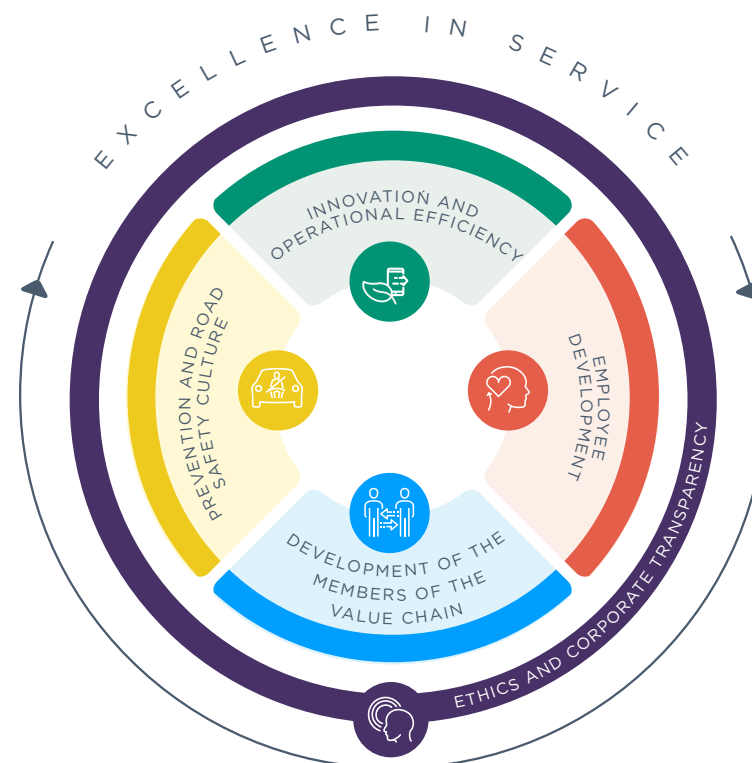 EXCELLENCE IN SERVICE
INNOVATION AND
OPERATIONAL EFFICIENCY
PREVENTION AND ROAD
SAFETY CULTURE
EMPLOYEE
DEVELOPMENT
DEVELOPMENT OF THE
MEMBERS OF THE
VALUE CHAIN
ETHICS AND CORPORATE TRANSPARENCY